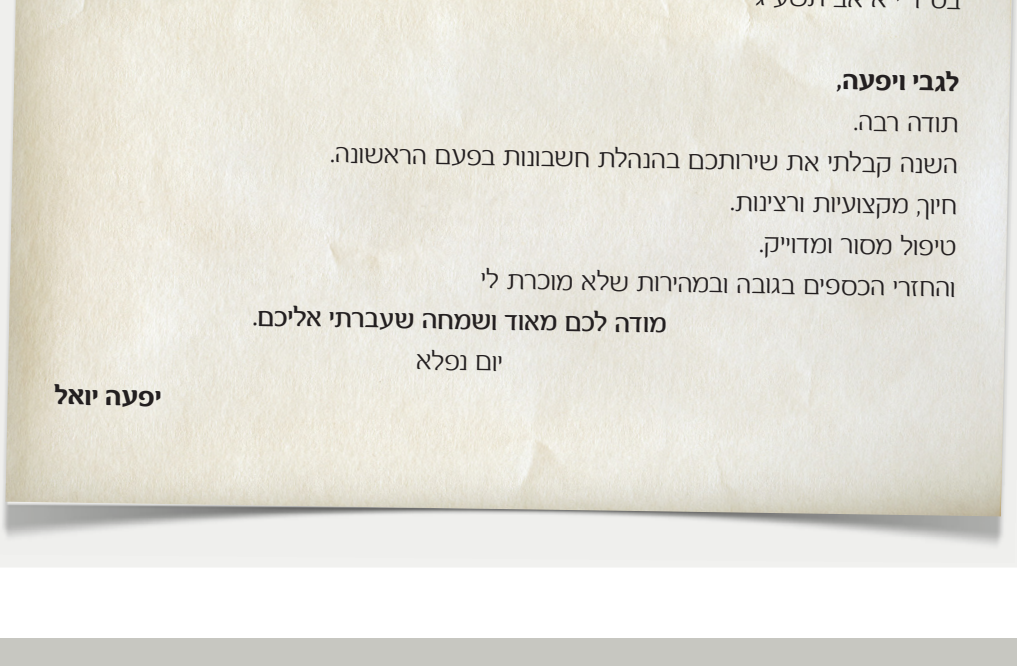 לגבי ויפעה,
תודה רבה.
השנה קבלתי את שירותכם בהנהלת חשבונות בפעם הראשונה.
חיוך, מקצועיות ורצינות.
טיפול מסור ומדוייק.
והחזרי הכספים בגובה ובמהירות שלא מוכרת לי
מודה לכם מאוד ושמחה שעברתי אליכם.
יום נפלא
יפעה יואל